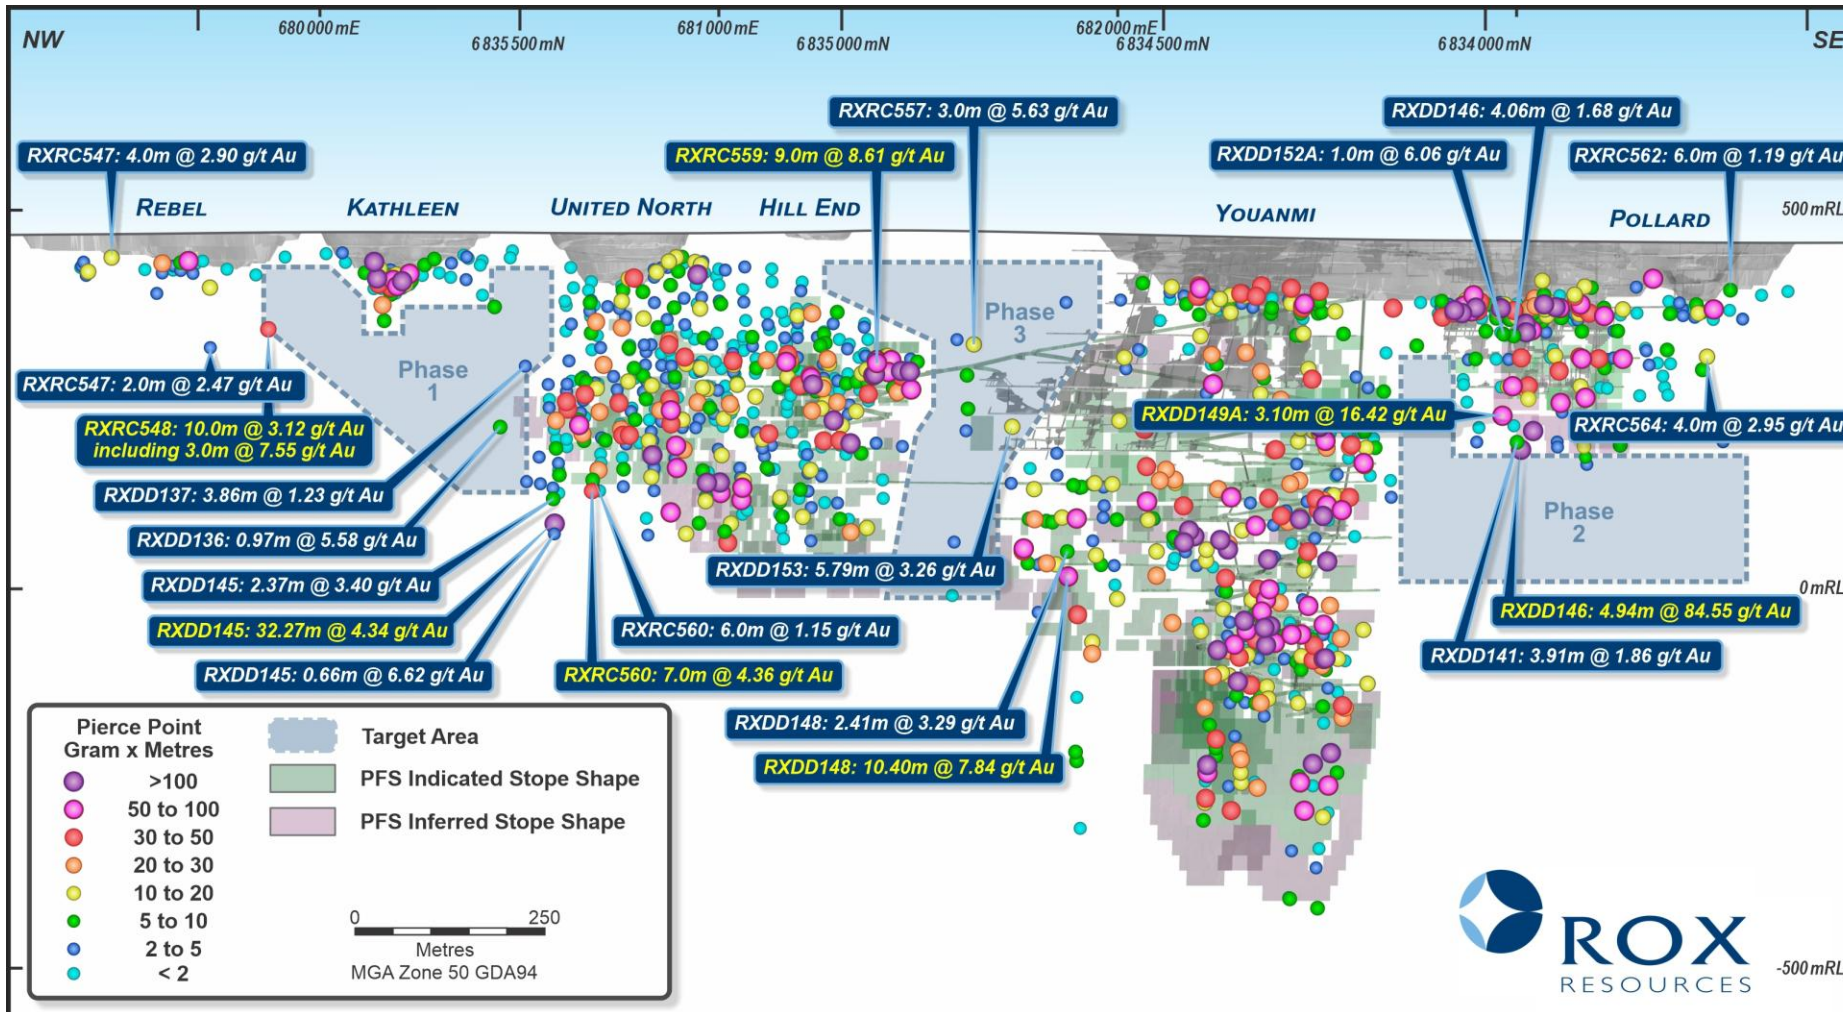 NW
680 000 mE
6 835 500 mN
681 000 mE
6 835 000 mN
682 000 mE
6 834 500 mN
6 834 000 mN
SE
RXRC557: 3.0m @ 5.63 g/t Au
RXDD146: 4.06m @ 1.68 g/t Au
RXRC547: 4.0m @ 2.90 g/t Au
RXRC559: 9.0m @ 8.61 g/t Au
RXDD152A: 1.0m @ 6.06 g/t Au
RXRC562: 6.0m @ 1.19 g/t Au
REBEL
KATHLEEN
UNITED NORTH
HILL END
YOUANMI
POLLARD
500 mRL
Phase
1
Phase
3
RXRC547: 2.0m @ 2.47 g/t Au
RXRC548: 10.0m @ 3.12 g/t Au
including 3.0m @ 7.55 g/t Au
RXDD149A: 3.10m @ 16.42 g/t Au
RXRC564: 4.0m @ 2.95 g/t Au
RXDD137: 3.86m @ 1.23 g/t Au
Phase
2
RXDD136: 0.97m @ 5.58 g/t Au
RXDD153: 5.79m @ 3.26 g/t Au
RXDD145: 2.37m @ 3.40 g/t Au
0 mRL
RXDD146: 4.94m @ 84.55 g/t Au
RXDD145: 32.27m @ 4.34 g/t Au
RXRC560: 6.0m @ 1.15 g/t Au
RXDD141: 3.91m @ 1.86 g/t Au
RXDD145: 0.66m @ 6.62 g/t Au
RXRC560: 7.0m @ 4.36 g/t Au
RXDD148: 2.41m @ 3.29 g/t Au
RXDD148: 10.40m @ 7.84 g/t Au
Pierce Point
Gram x Metres
>100
50 to 100
30 to 50
20 to 30
10 to 20
5 to 10
2 to 5
< 2
Target Area
PFS Indicated Stope Shape
PFS Inferred Stope Shape
0 250
Metres
MGA Zone 50 GDA94
ROX
RESOURCES
-500 mRL